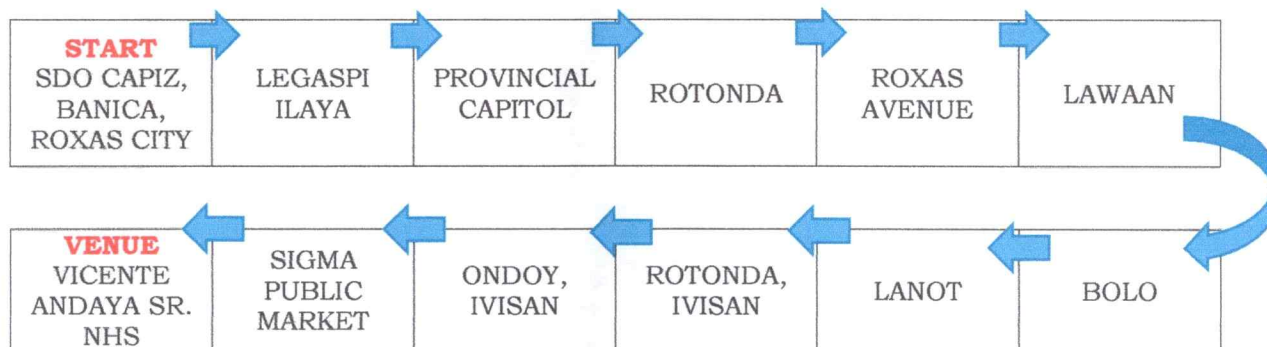 START
SDO CAPIZ,
BANICA,
ROXAS CITY
LEGASPI
ILAYA
PROVINCIAL
CAPITOL
ROTONDA
ROXAS
AVENUE
LAWAAN
BOLO
LANOT
ROTONDA,
IVISAN
ONDOY,
IVISAN
SIGMA
PUBLIC
MARKET
VENUE
VICENTE
ANDAYA SR.
NHS